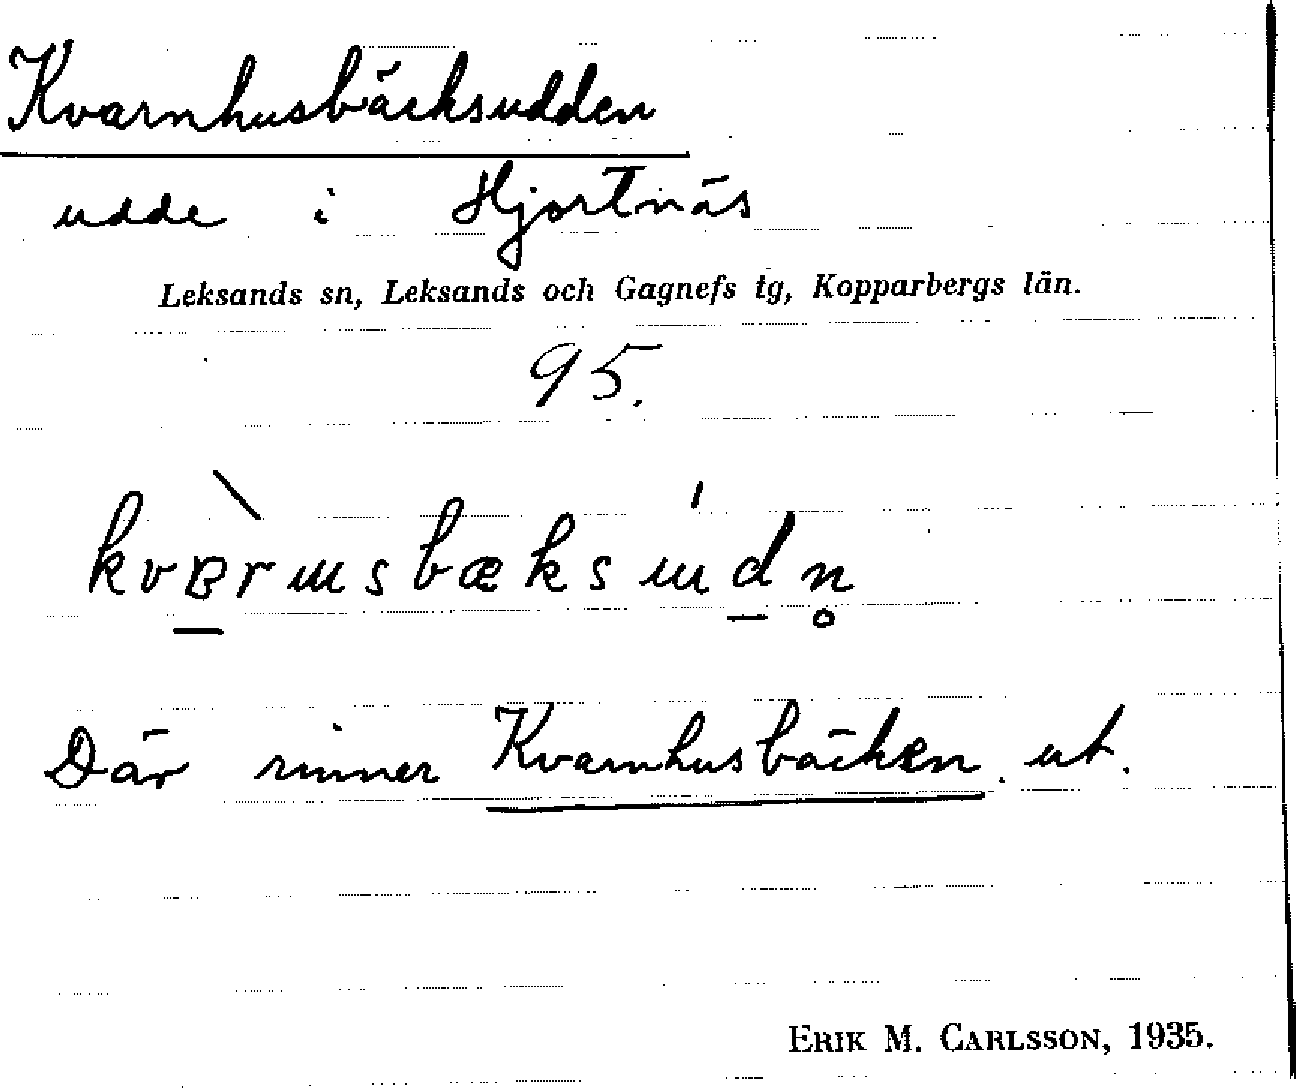 Kvarnhusbäcksudden
udde i Hjortnäs
Leksands sn, Leksands och Gagnefs tg, Kopparbergs län.
95.
Där rinner Kvarnhusbäcken ut.
ERIK M. CARLSSON, 1935.